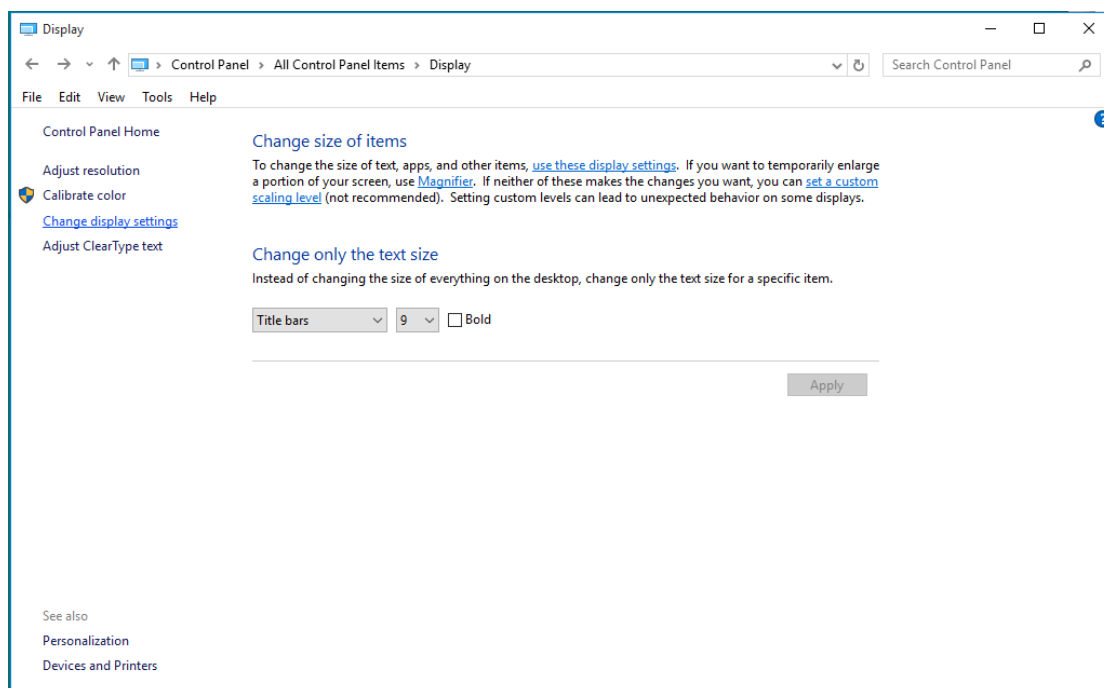 Display
Control Panel > All Control Panel Items > Display
Search Control Panel
File Edit View Tools Help
Control Panel Home
Adjust resolution
Calibrate color
Change display settings
Adjust ClearType text
Change size of items
To change the size of text, apps, and other items, use these display settings. If you want to temporarily enlarge
a portion of your screen, use Magnifier. If neither of these makes the changes you want, you can set a custom
scaling level (not recommended). Setting custom levels can lead to unexpected behavior on some displays.
Change only the text size
Instead of changing the size of everything on the desktop, change only the text size for a specific item.
Title bars 9 Bold
Apply
See also
Personalization
Devices and Printers